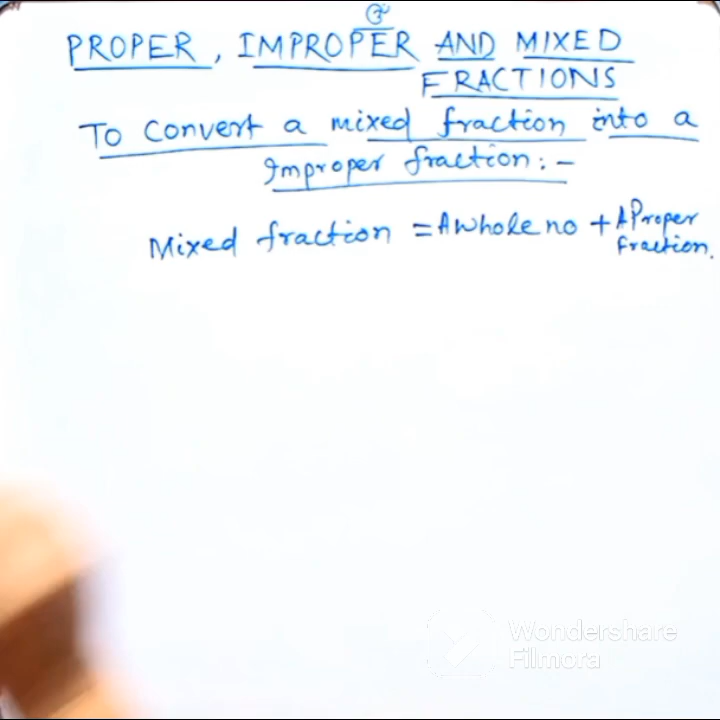 PROPER, IMPROPER AND MIXED
FRACTIONS
To Convert a mixed fraction into a
Improper fraction:-
Mixed fraction = A whole no + A Proper
fraction.
Wondershare
Filmora